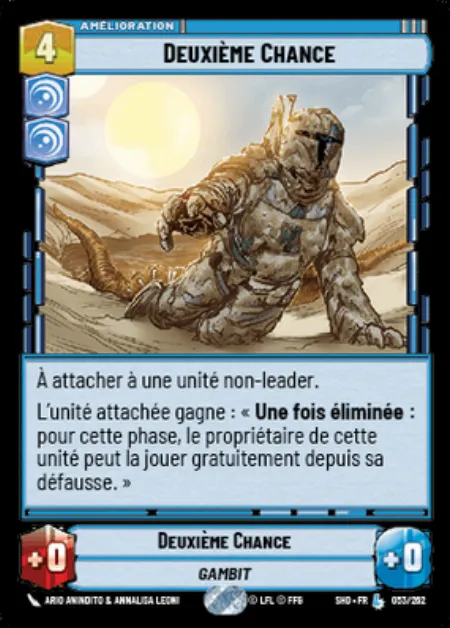 AMÉLIORATION
4
DEUXIÈME CHANCE
À attacher à une unité non-leader.
L'unité attachée gagne : « Une fois éliminée :
pour cette phase, le propriétaire de cette
unité peut la jouer gratuitement depuis sa
défausse. »
+0
DEUXIÈME CHANCE
+0
GAMBIT
ARIO ANINDITO & ANNALISA LEONI
© LFL © FFG
SHD • FR
053/262